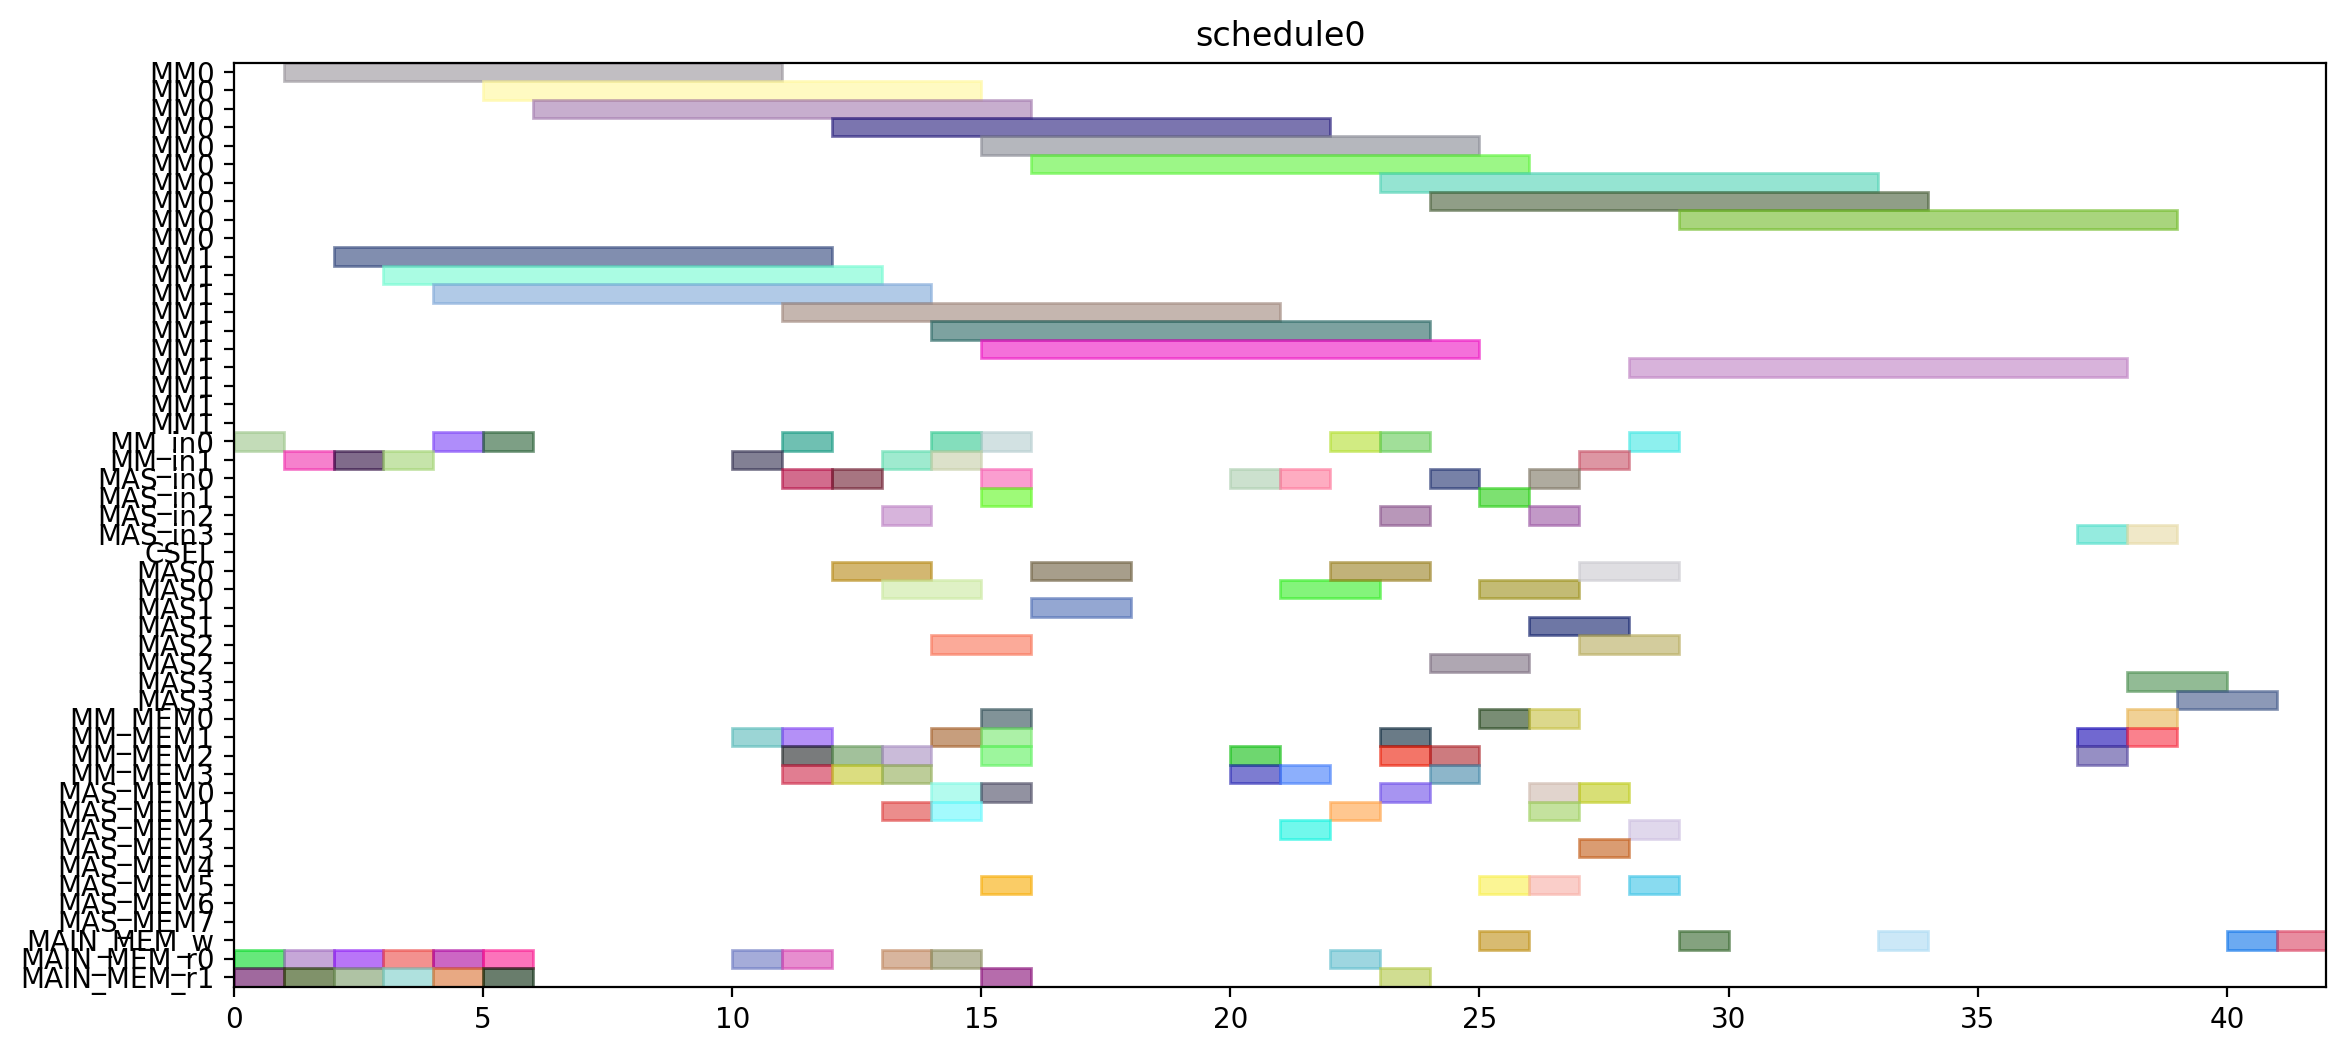 schedule0
MM0
MM0
MM0
MM0
MM0
MM0
MM0
MM0
MM0
MM0
MM1
MM1
MM1
MM1
MM1
MM1
MM1
MM1
MM1
MM1
MM_in0
MM_in1
MAS_in0
MAS_in1
MAS_in2
MAS_in3
CSEL
MAS0
MAS0
MAS1
MAS1
MAS2
MAS2
MAS3
MAS3
MM_MEM0
MM_MEM1
MM_MEM2
MM_MEM3
MAS_MEM0
MAS_MEM1
MAS_MEM2
MAS_MEM3
MAS_MEM4
MAS_MEM5
MAS_MEM6
MAS_MEM7
MAIN_MEM_w
MAIN_MEM_r0
MAIN_MEM_r1
0 5 10 15 20 25 30 35 40